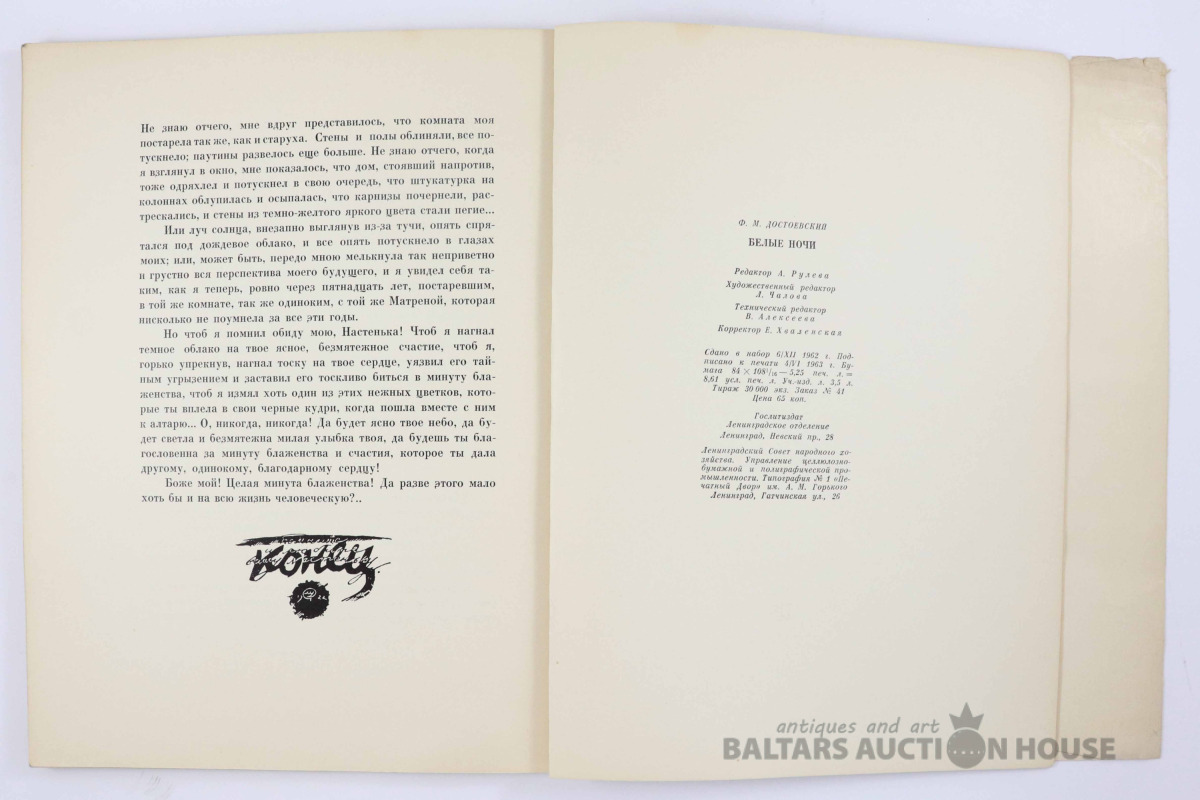 Не знаю отчего, мне вдруг представилось, что комната моя
постарела так же, как и старуха. Стены и полы облиняли, все по-
тускнело; паутины развелось еще больше. Не знаю отчего, когда
я взглянул в окно, мне показалось, что дом, стоявший напротив,
тоже одряхлел и потускнел в свою очередь, что штукатурка на
колоннах облупилась и осыпалась, что карнизы почернели, рас-
трескались, и стены из темно-желтого яркого цвета стали пегие...
Или луч солнца, внезапно выглянув из-за тучи, опять спря-
тался под дождевое облако, и все опять потускнело в глазах
моих; или, может быть, передо мною мелькнула так неприветно
и грустно вся перспектива моего будущего, и я увидел себя та-
ким, как я теперь, ровно через пятнадцать лет, постаревшим,
в той же комнате, так же одиноким, с той же Матреной, которая
нисколько не поумнела за все эти годы.
Но чтоб я помнил обиду мою, Настенька! Чтоб я нагнал
темное облако на твое ясное, безмятежное счастие, чтоб я,
горько упрекнув, нагнал тоску на твое сердце, уязвил его тай-
ным угрызением и заставил его тоскливо биться в минуту бла-
женства, чтоб я измял хоть один из этих нежных цветков, кото-
рые ты вплела в свои черные кудри, когда пошла вместе с ним
к алтарю... О, никогда, никогда! Да будет ясно твое небо, да бу-
дет светла и безмятежна милая улыбка твоя, да будешь ты бла-
гословенна за минуту блаженства и счастия, которое ты дала
другому, одинокому, благодарному сердцу!
Боже мой! Целая минута блаженства! Да разве этого мало
хоть бы и на всю жизнь человеческую?..
конец
Ф. М. ДОСТОЕВСКИЙ
БЕЛЫЕ НОЧИ
Редактор А. Рулева
Художественный редактор
Л. Чалова
Технический редактор
В. Алексеева
Корректор Е. Хваленская
Сдано в набор 6/XII 1962 г. Под-
писано к печати 4/VI 1963 г. Бу-
мага 84 × 108¹/₁₆ — 5,25 печ. л. =
8,61 усл. печ. л. Уч.-изд. л. 3,5 л.
Тираж 30 000 экз. Заказ № 41
Цена 65 коп.
Гослитиздат
Ленинградское отделение
Ленинград, Невский пр., 28
Ленинградский Совет народного хо-
зяйства. Управление целлюлозно-
бумажной и полиграфической про-
мышленности. Типография № 1 «Пе-
чатный Двор» им. А. М. Горького
Ленинград, Гатчинская ул., 26
antiques and art
BALTARS AUCTION HOUSE